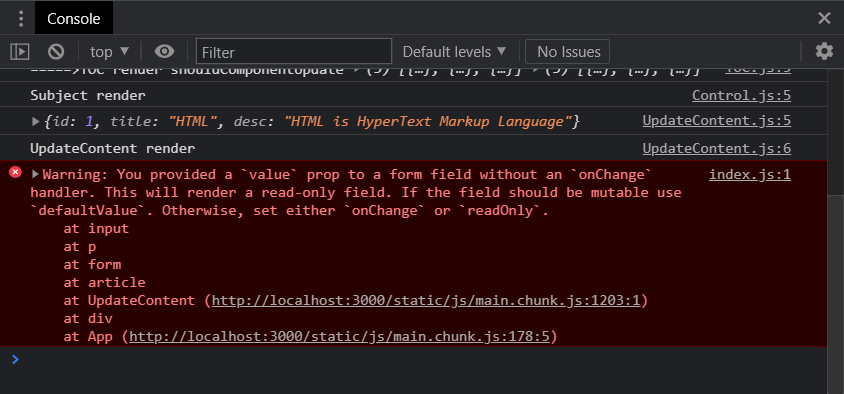 Console
top
Filter
Default levels
No Issues
=====>TOC render shouldComponentUpdate (3) [{…}, {…}, {…}] (3) [{…}, {…}, {…}] TOC.js:5
Subject render Control.js:5
{id: 1, title: "HTML", desc: "HTML is HyperText Markup Language"} UpdateContent.js:5
UpdateContent render UpdateContent.js:6
Warning: You provided a `value` prop to a form field without an `onChange` index.js:1
handler. This will render a read-only field. If the field should be mutable use
`defaultValue`. Otherwise, set either `onChange` or `readOnly`.
at input
at p
at form
at article
at UpdateContent (http://localhost:3000/static/js/main.chunk.js:1203:1)
at div
at App (http://localhost:3000/static/js/main.chunk.js:178:5)